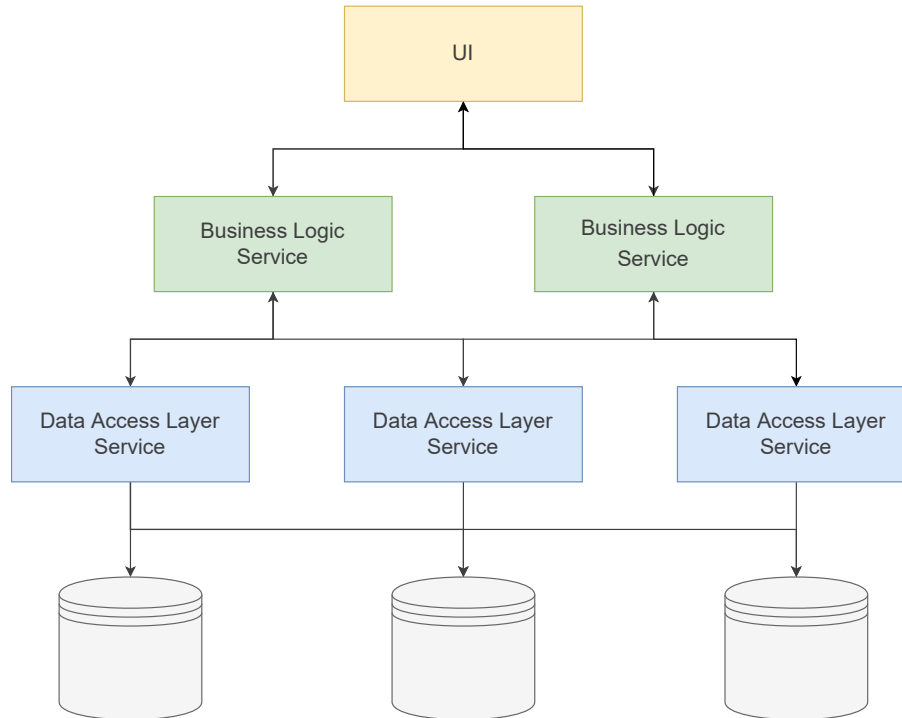 UI
Business Logic
Service
Business Logic
Service
Data Access Layer
Service
Data Access Layer
Service
Data Access Layer
Service